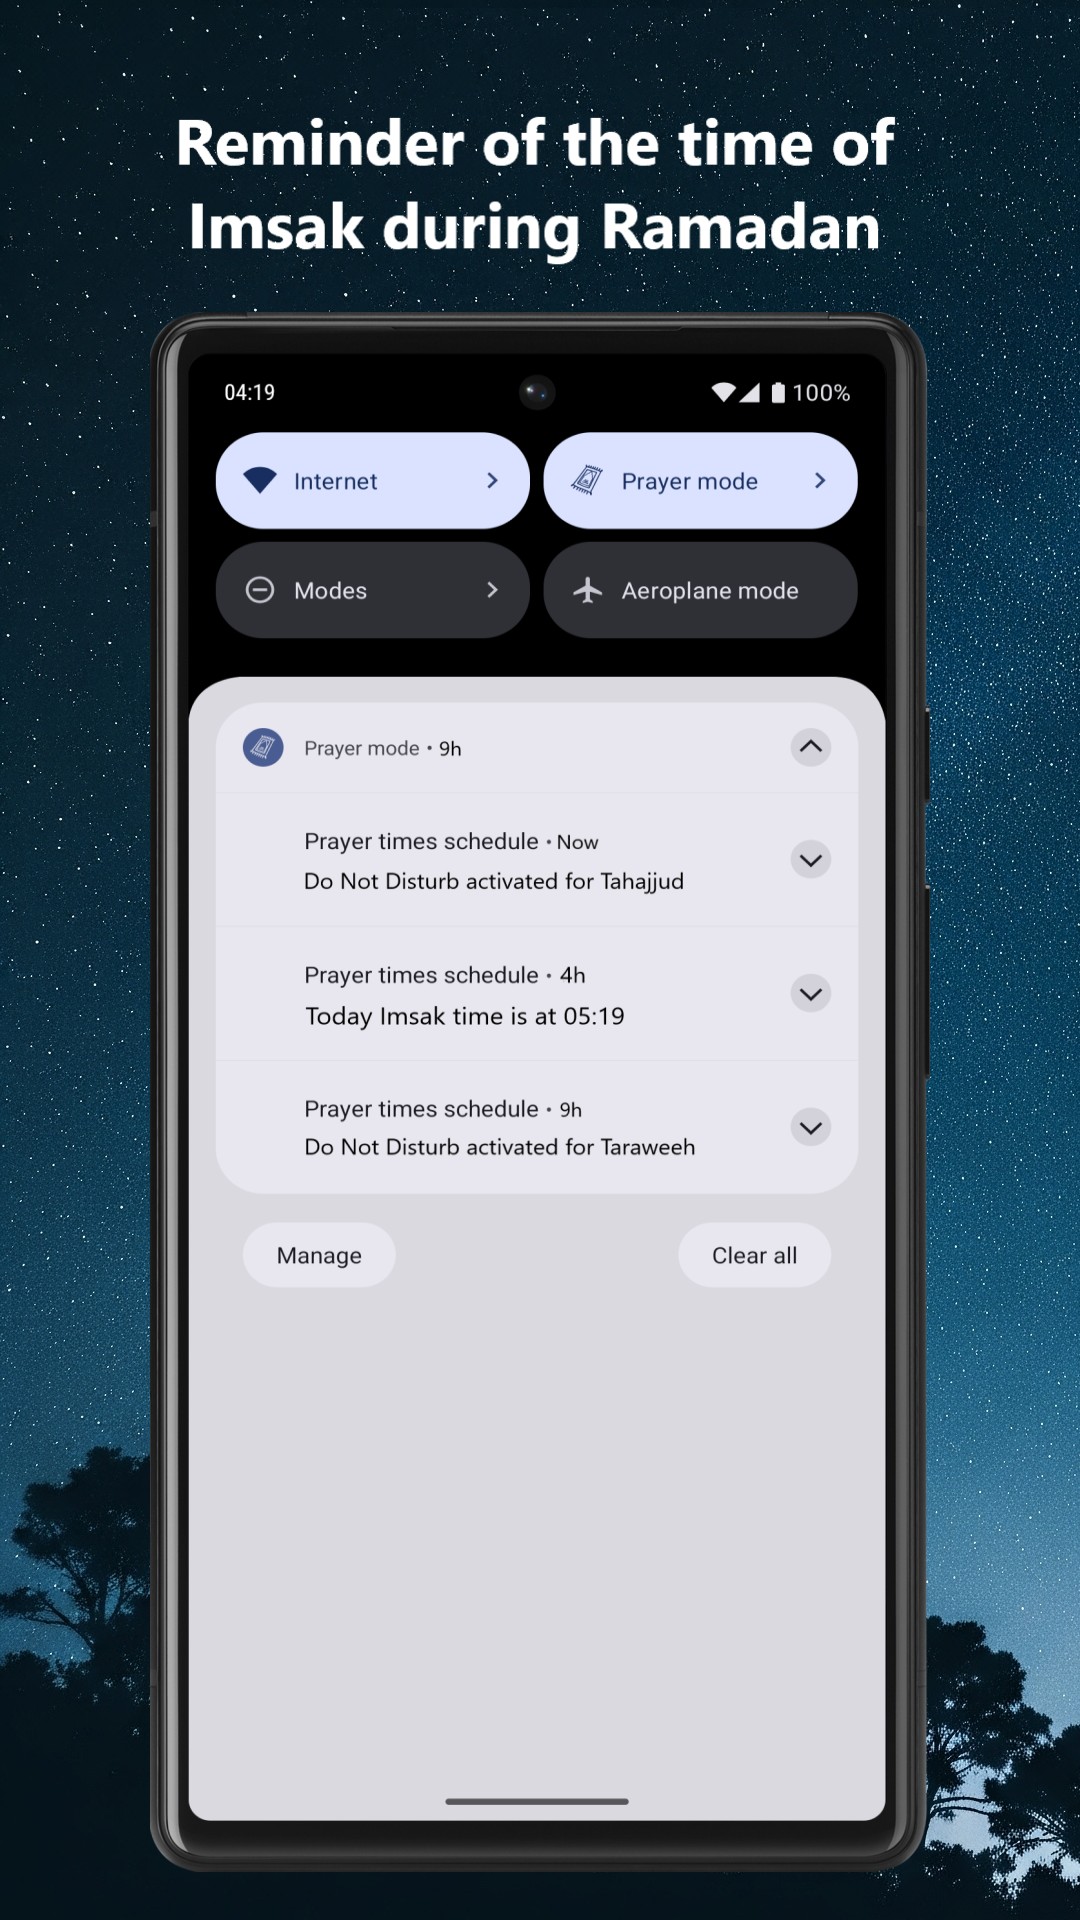 Reminder of the time of
Imsak during Ramadan
04:19
100%
Internet
Prayer mode
Modes
Aeroplane mode
Prayer mode • 9h
Prayer times schedule • Now
Do Not Disturb activated for Tahajjud
Prayer times schedule • 4h
Today Imsak time is at 05:19
Prayer times schedule • 9h
Do Not Disturb activated for Taraweeh
Manage
Clear all